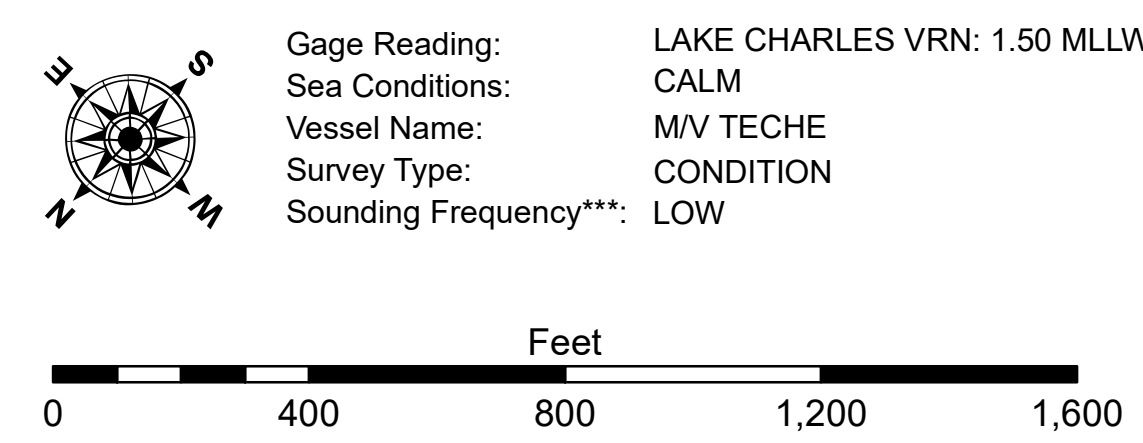 E
S
N
W
Gage Reading: LAKE CHARLES VRN: 1.50 MLLW
Sea Conditions: CALM
Vessel Name: M/V TECHE
Survey Type: CONDITION
Sounding Frequency***: LOW
Feet
0 400 800 1,200 1,600